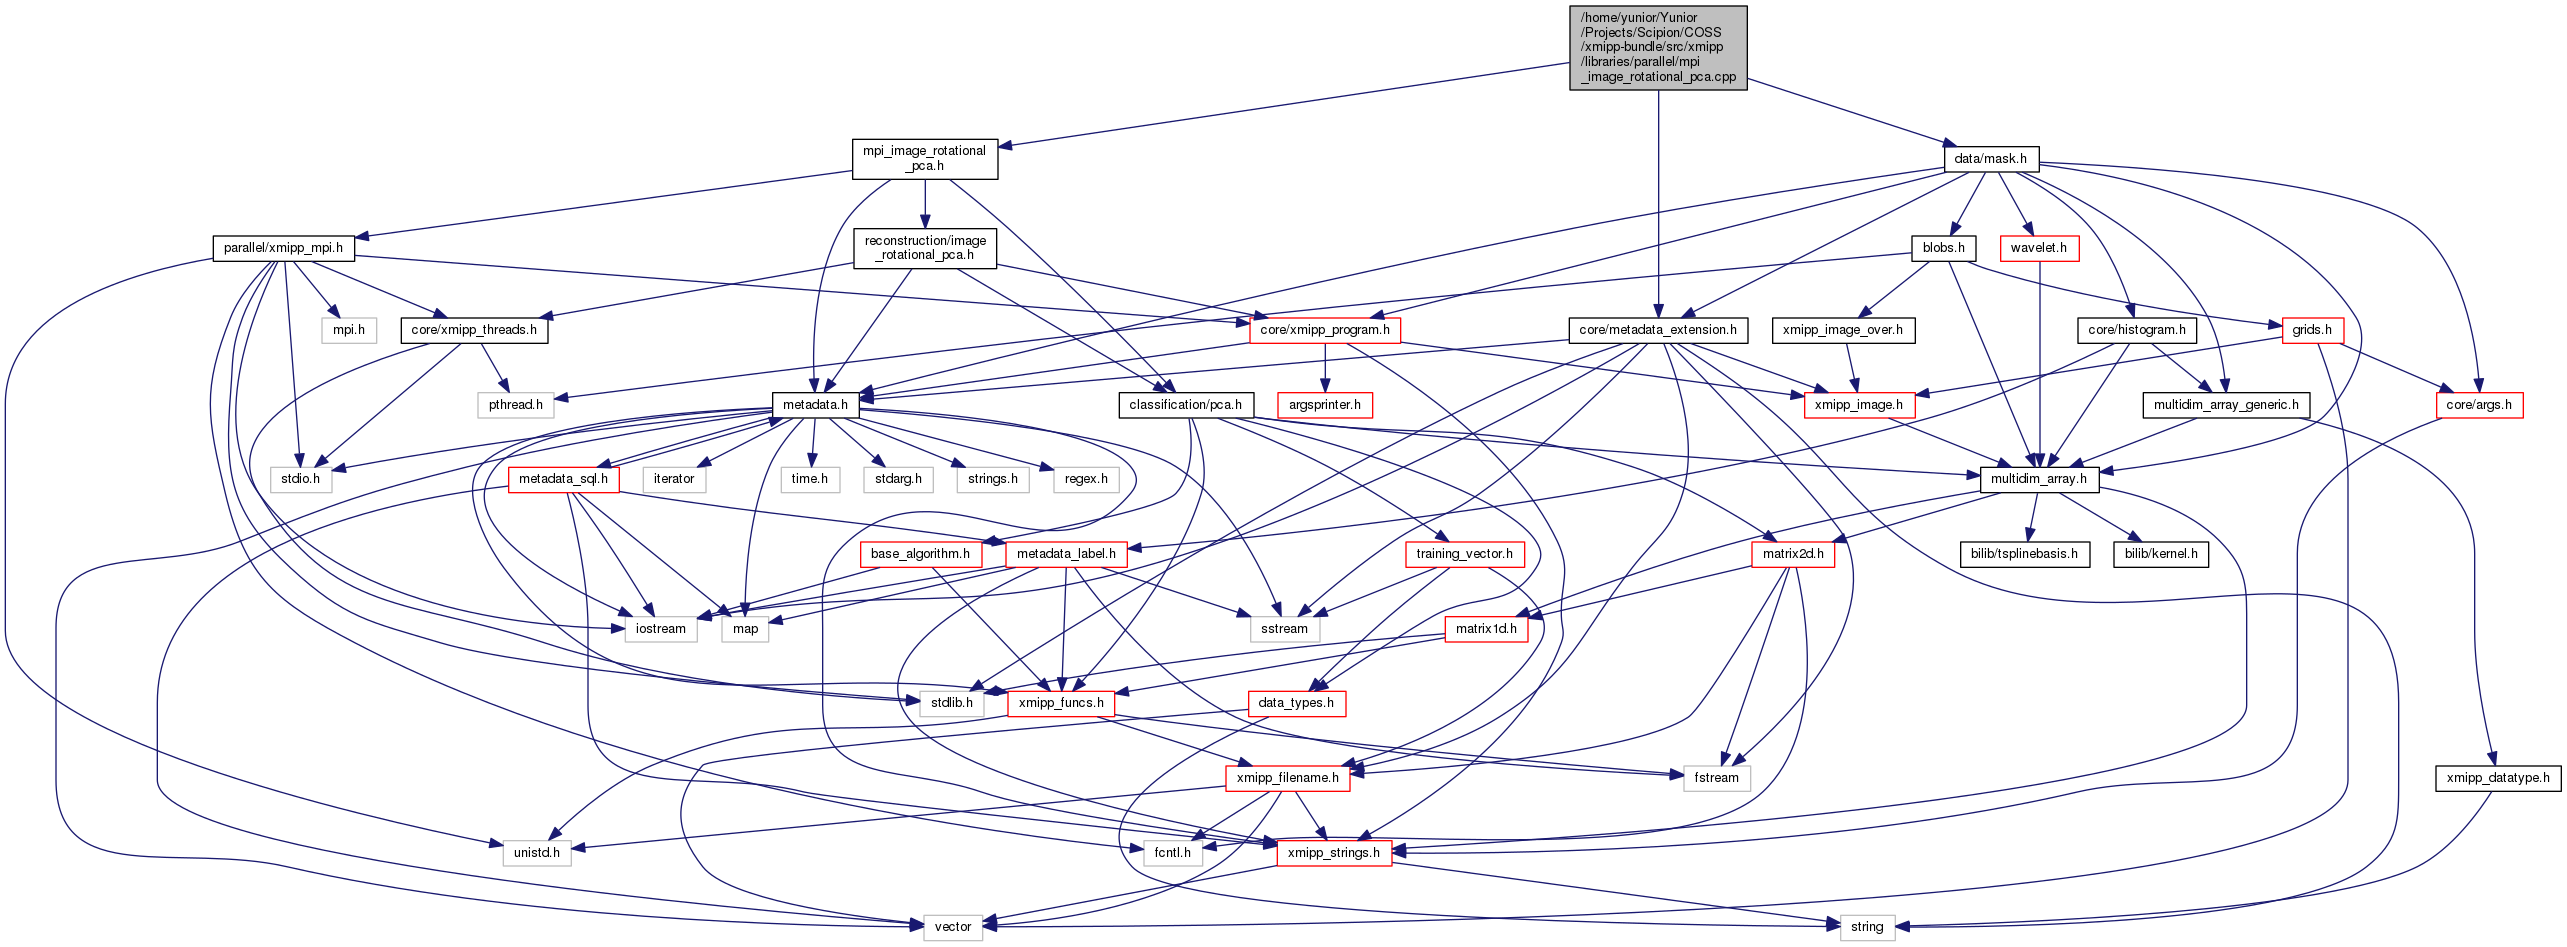 /home/yunior/Yunior
/Projects/Scipion/COSS
/xmipp-bundle/src/xmipp
/libraries/parallel/mpi
_image_rotational_pca.cpp
mpi_image_rotational
_pca.h
data/mask.h
parallel/xmipp_mpi.h
reconstruction/image
_rotational_pca.h
blobs.h
wavelet.h
mpi.h
core/xmipp_threads.h
core/xmipp_program.h
core/metadata_extension.h
xmipp_image_over.h
core/histogram.h
grids.h
pthread.h
metadata.h
classification/pca.h
argsprinter.h
xmipp_image.h
multidim_array_generic.h
core/args.h
stdio.h
metadata_sql.h
iterator
time.h
stdarg.h
strings.h
regex.h
multidim_array.h
base_algorithm.h
metadata_label.h
training_vector.h
matrix2d.h
bilib/tsplinebasis.h
bilib/kernel.h
iostream
map
sstream
matrix1d.h
stdlib.h
xmipp_funcs.h
data_types.h
xmipp_filename.h
fstream
xmipp_datatype.h
unistd.h
fcntl.h
xmipp_strings.h
vector
string